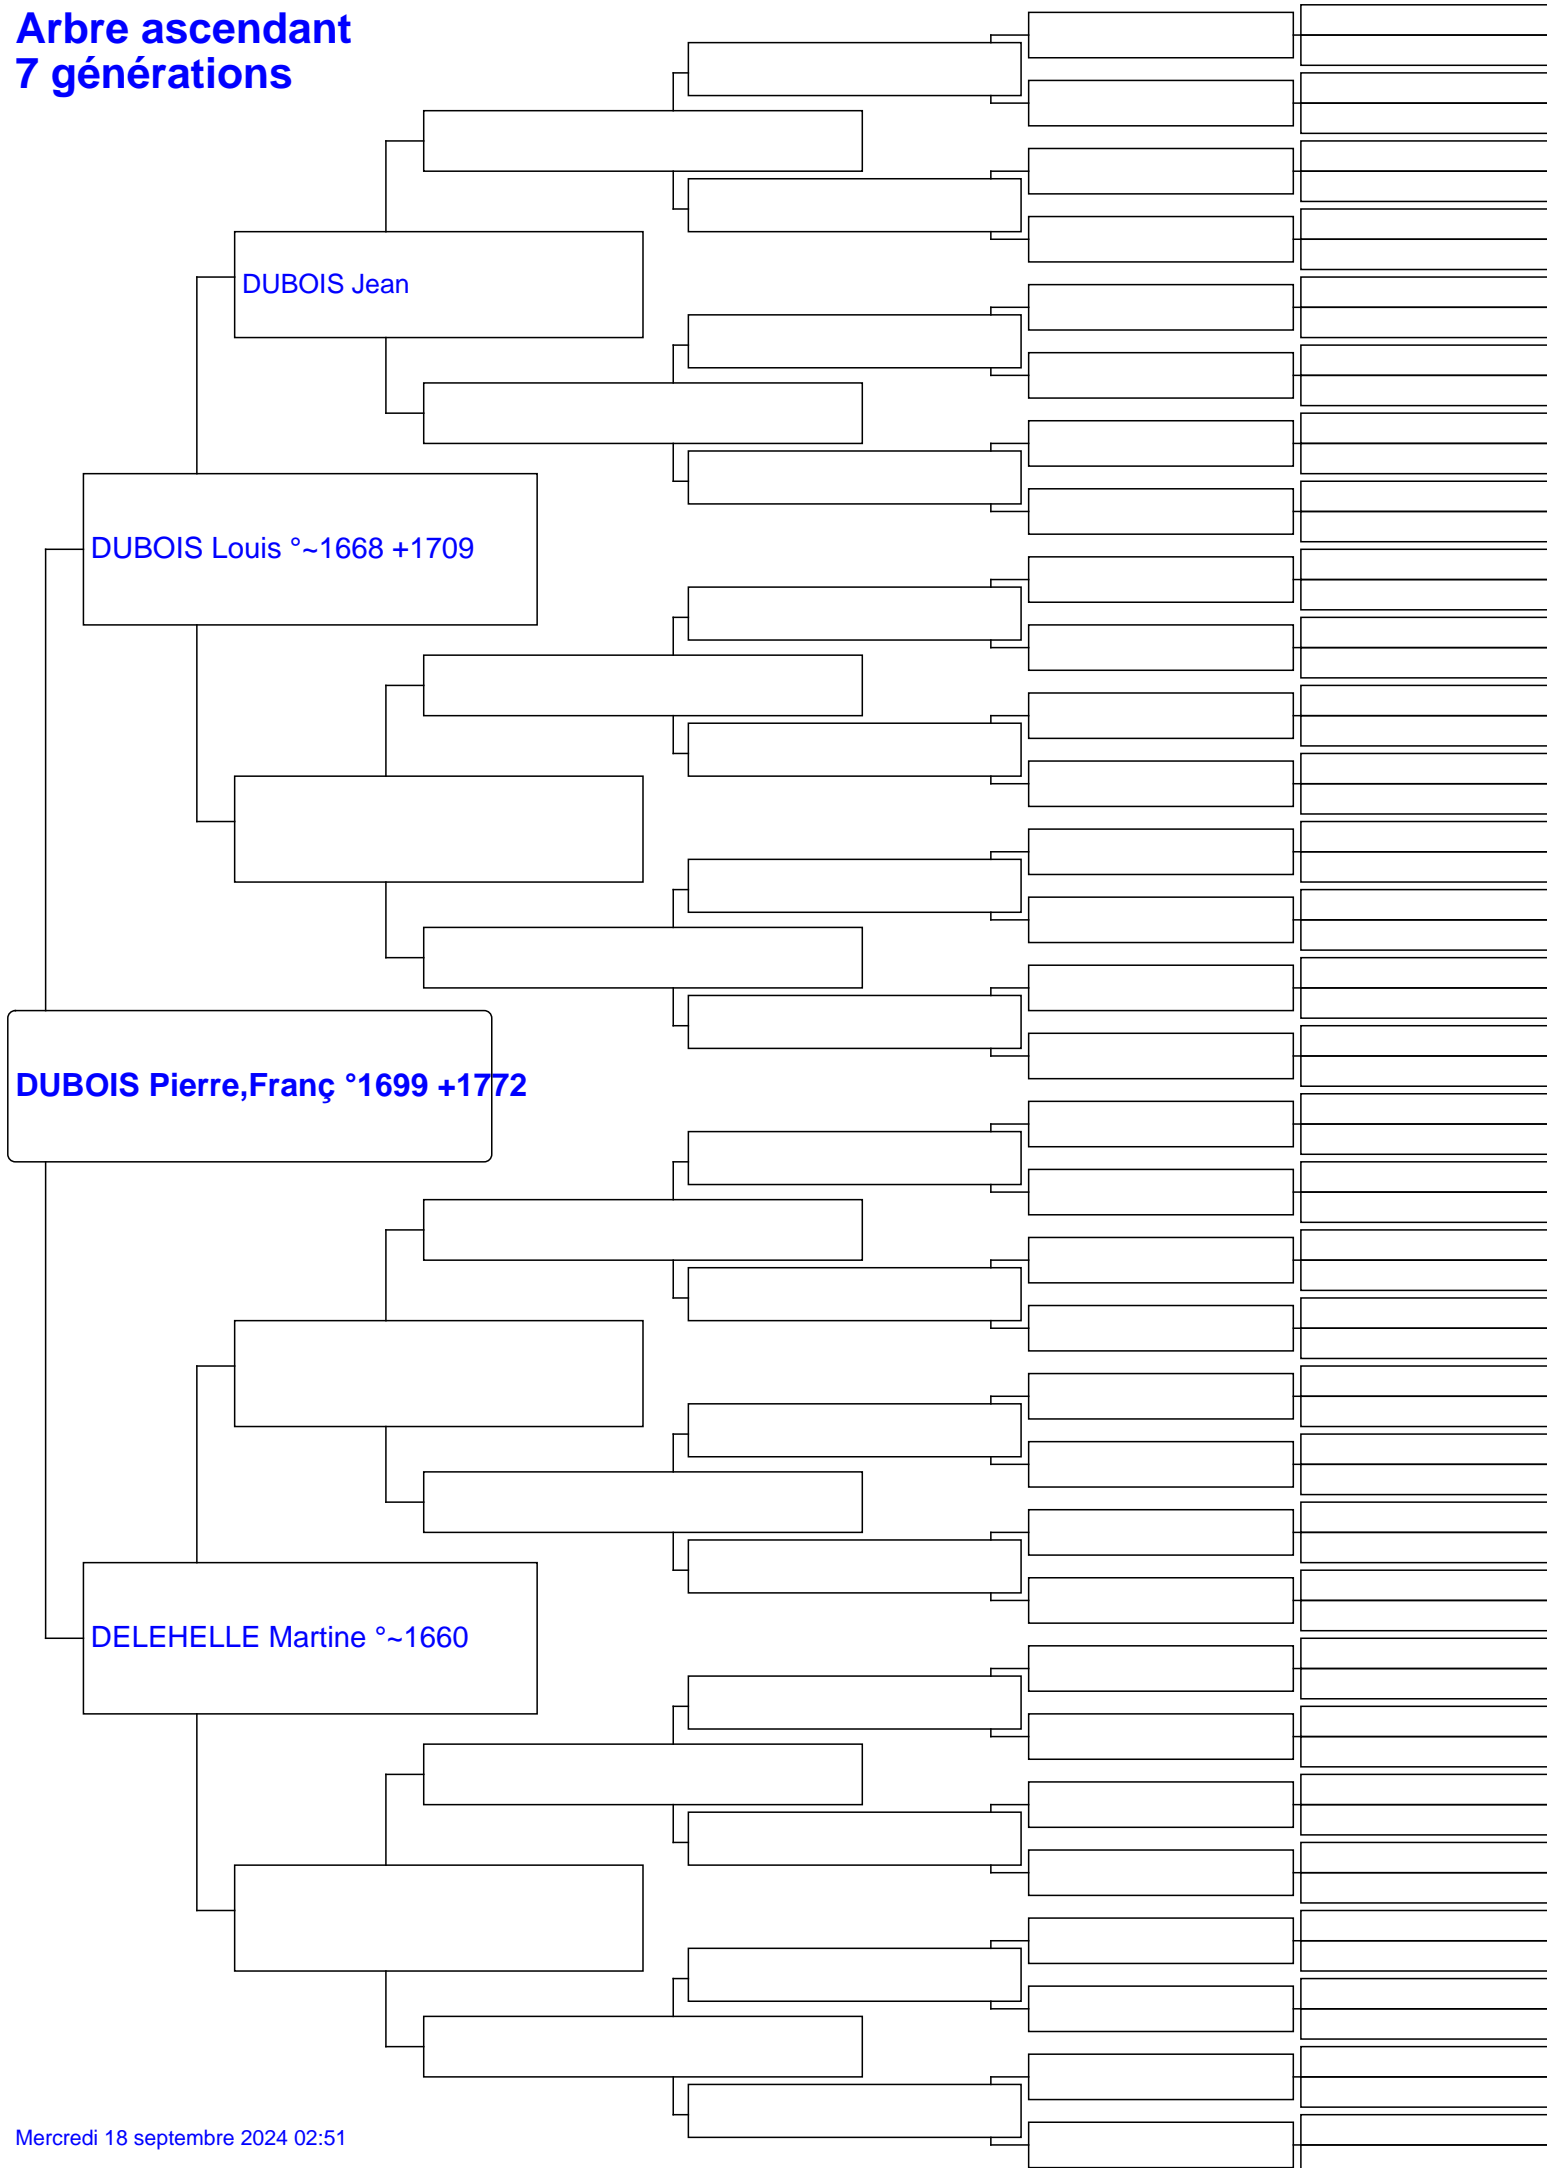 Arbre ascendant
7 générations
DUBOIS Jean
DUBOIS Louis °~1668 +1709
DUBOIS Pierre,Franç °1699 +1772
DELEHELLE Martine °~1660
Mercredi 18 septembre 2024 02:51